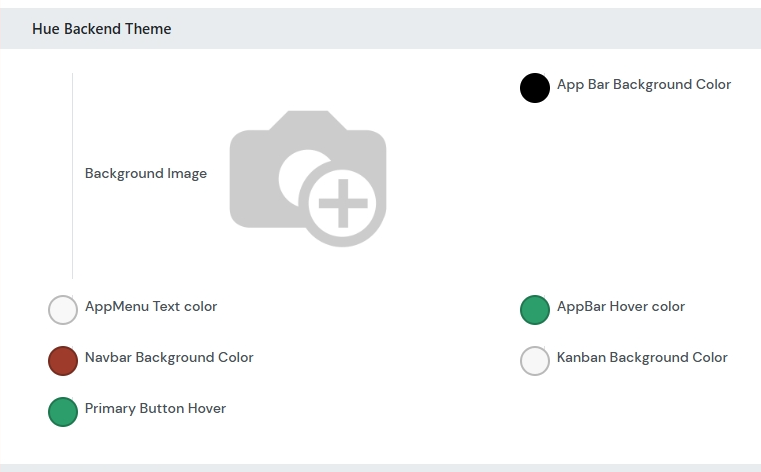 Hue Backend Theme
Background Image
App Bar Background Color
AppMenu Text color
AppBar Hover color
Navbar Background Color
Kanban Background Color
Primary Button Hover